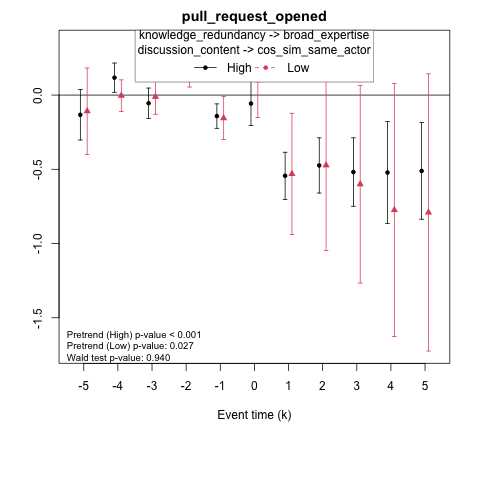 pull_request_opened
knowledge_redundancy -> broad_expertise
discussion_content -> cos_sim_same_actor
High Low
0.0
-0.5
-1.0
-1.5
Pretrend (High) p-value < 0.001
Pretrend (Low) p-value: 0.027
Wald test p-value: 0.940
-5 -4 -3 -2 -1 0 1 2 3 4 5
Event time (k)